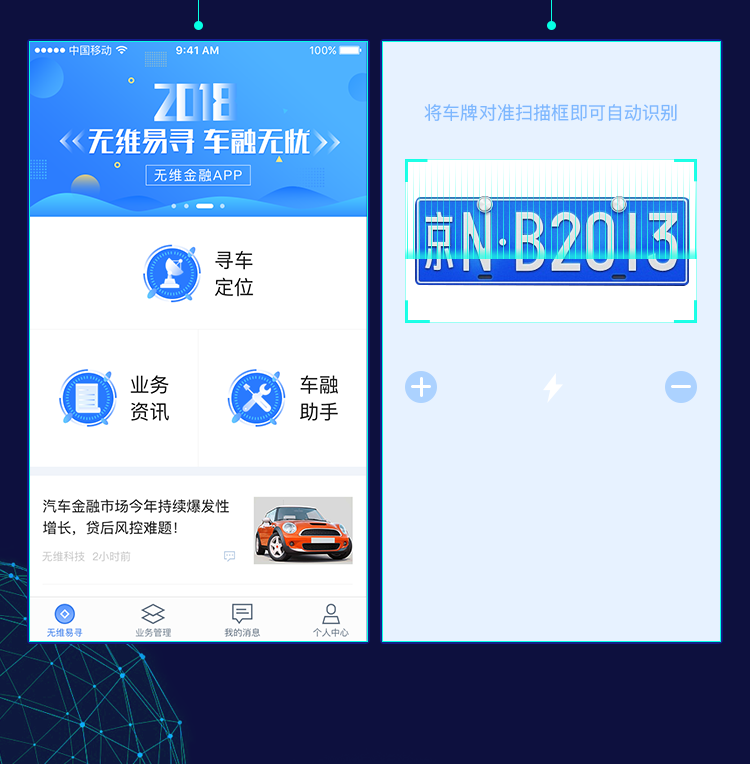 中国移动
9:41 AM
100%
2018
无维易寻 车融无忧
无维金融APP
寻车
定位
业务
资讯
车融
助手
汽车金融市场今年持续爆发性
增长，贷后风控难题！
无维科技 2小时前
无维易寻
业务管理
我的消息
个人中心
将车牌对准扫描框即可自动识别
京N·B2013